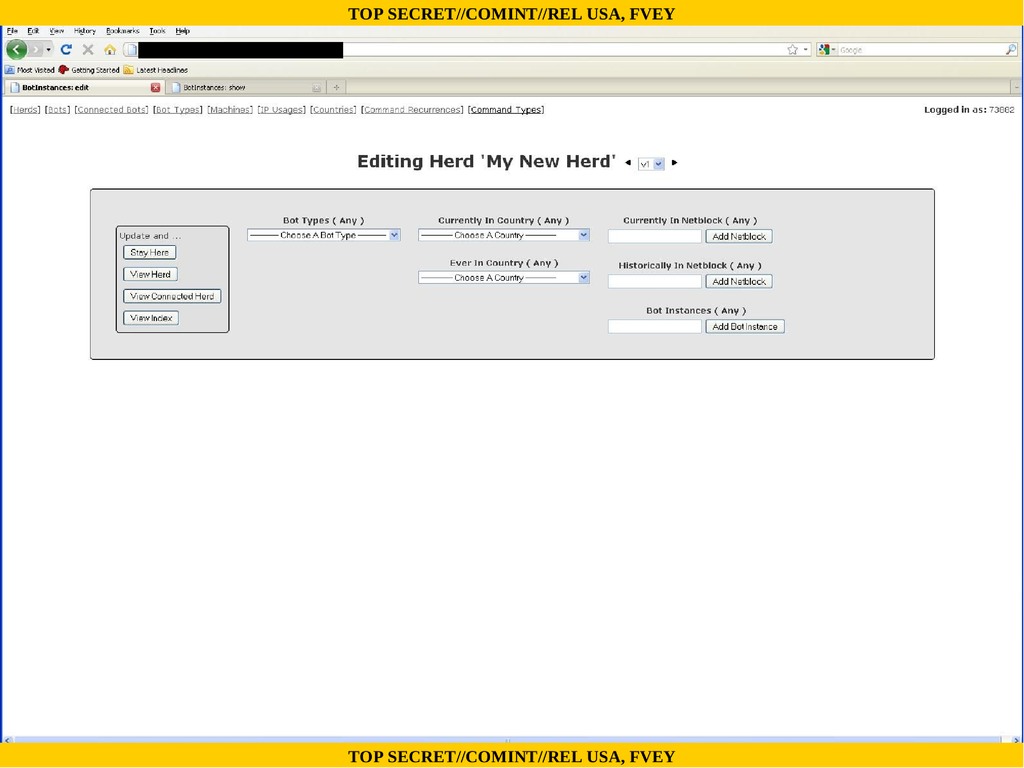 TOP SECRET//COMINT//REL USA, FVEY
File Edit View History Bookmarks Tools Help
Google
Most Visited Getting Started Latest Headlines
BotInstances: edit BotInstances: show
[Herds] [Bots] [Connected Bots] [Bot Types] [Machines] [IP Usages] [Countries] [Command Recurrences] [Command Types] Logged in as: 73882
Editing Herd 'My New Herd' v1
Bot Types ( Any ) Currently In Country ( Any ) Currently In Netblock ( Any )
Update and ... Choose A Bot Type Choose A Country Add Netblock
Stay Here
Ever In Country ( Any ) Historically In Netblock ( Any )
View Herd Choose A Country Add Netblock
View Connected Herd
Bot Instances ( Any )
View Index Add Bot Instance
TOP SECRET//COMINT//REL USA, FVEY